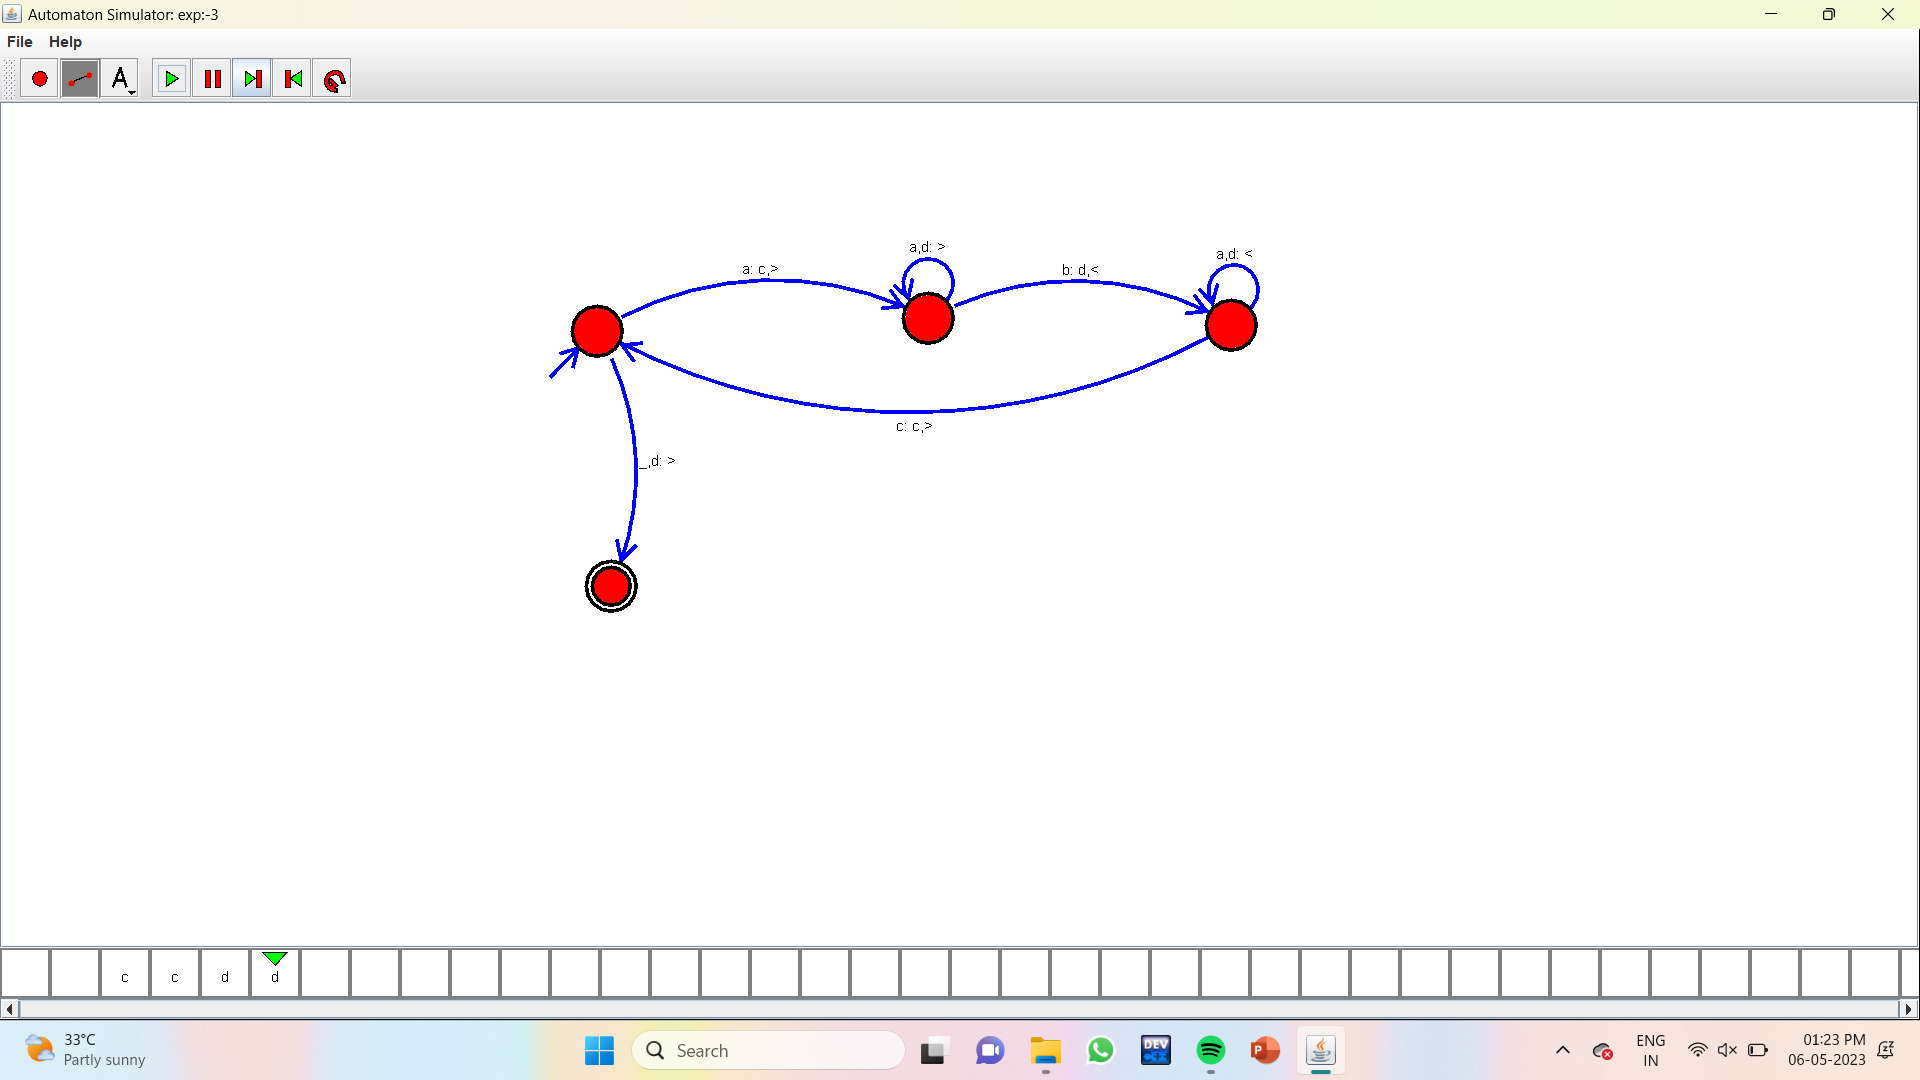 Automaton Simulator: exp:-3
File Help
A
a,d: >
a,d: <
a: c,>
b: d,<
c: c,>
_,d: >
c c d d
33°C
Partly sunny
Search
DEV
C++
ENG
IN
01:23 PM
06-05-2023